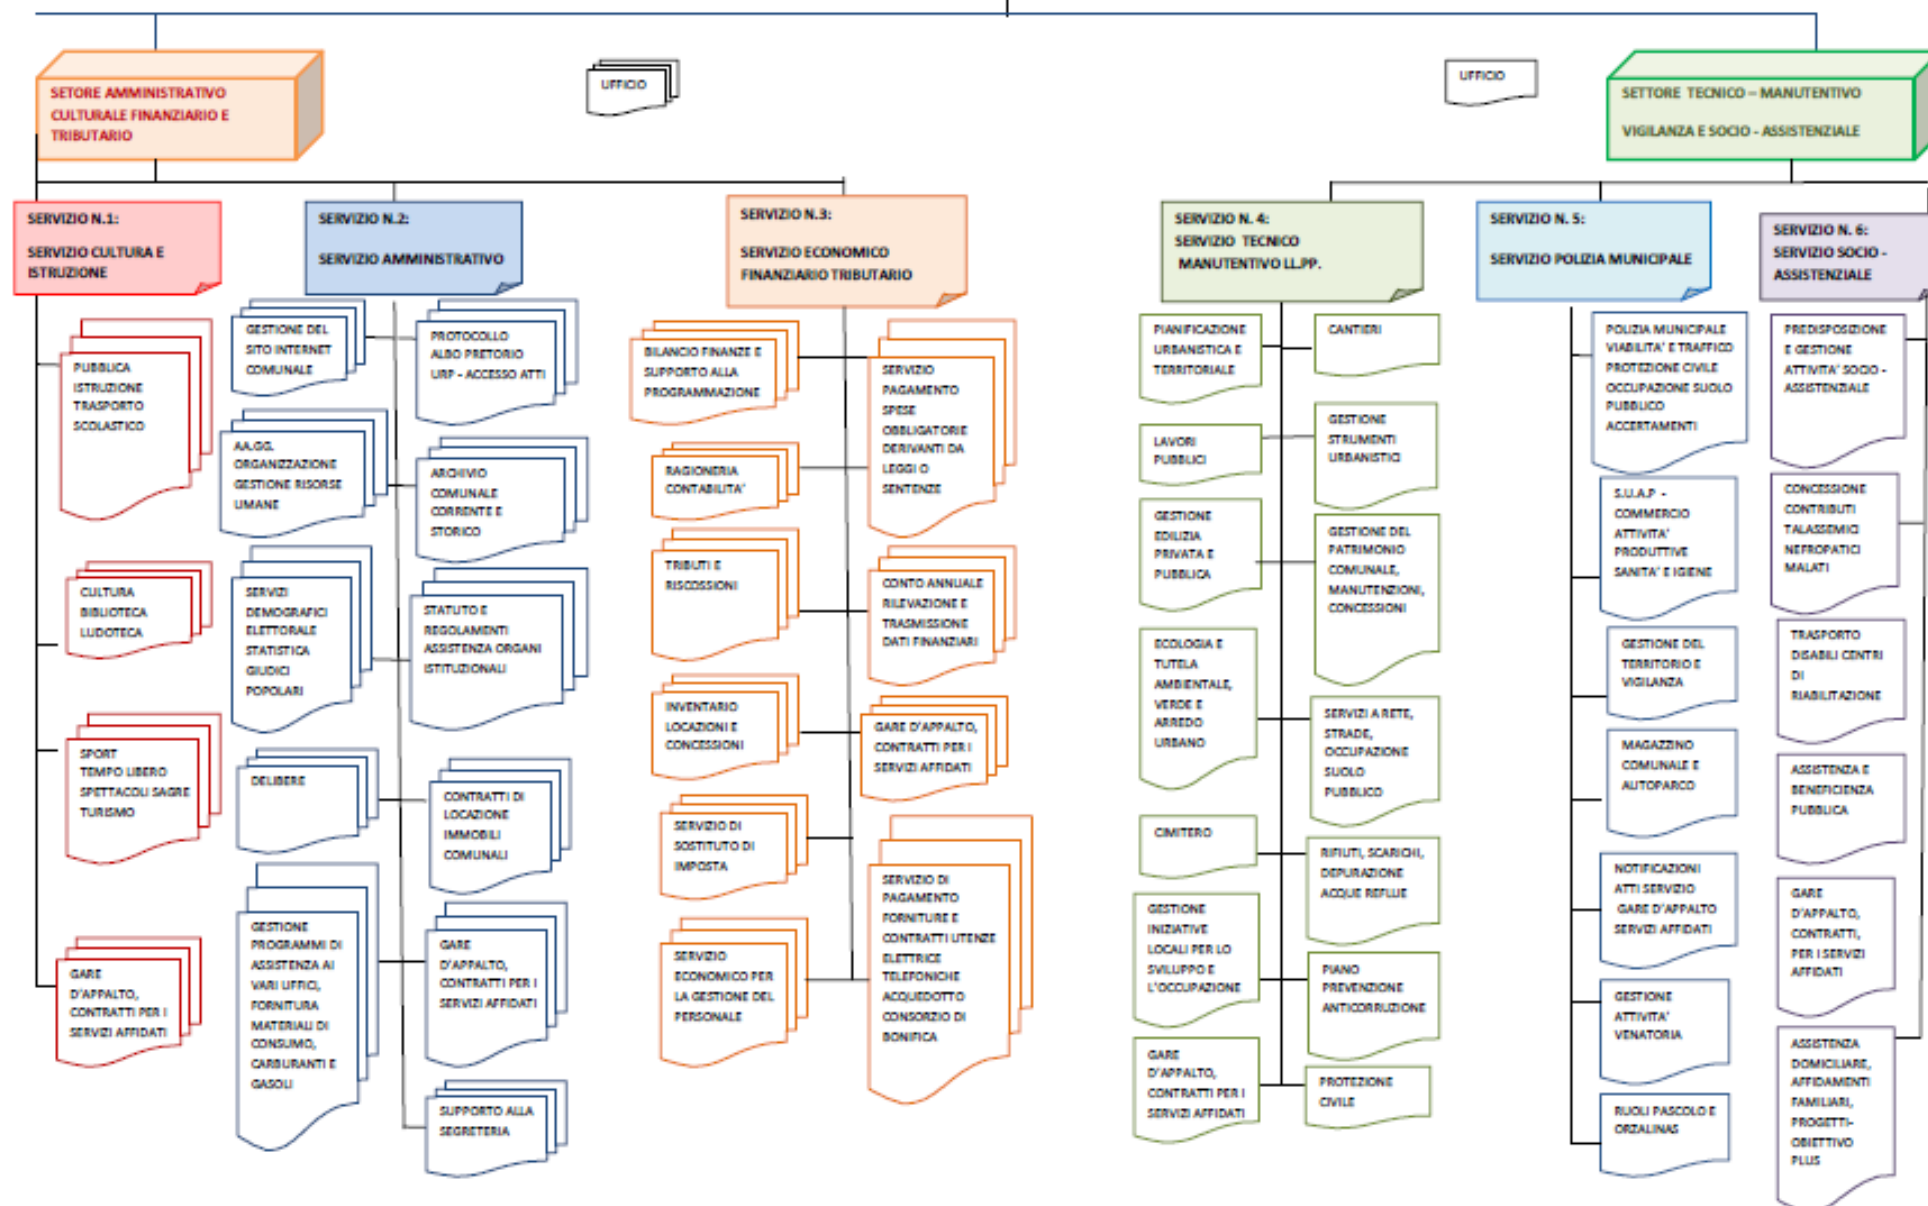 SETORE AMMINISTRATIVO
CULTURALE FINANZIARIO E
TRIBUTARIO
UFFICIO
UFFICIO
SETTORE TECNICO – MANUTENTIVO
VIGILANZA E SOCIO - ASSISTENZIALE
SERVIZIO N.1:
SERVIZIO CULTURA E
ISTRUZIONE
PUBBLICA
ISTRUZIONE
TRASPORTO
SCOLASTICO
CULTURA
BIBLIOTECA
LUDOTECA
SPORT
TEMPO LIBERO
SPETTACOLI SAGRE
TURISMO
GARE
D'APPALTO,
CONTRATTI PER I
SERVIZI AFFIDATI
SERVIZIO N.2:
SERVIZIO AMMINISTRATIVO
GESTIONE DEL
SITO INTERNET
COMUNALE
PROTOCOLLO
ALBO PRETORIO
URP - ACCESSO ATTI
AA.GG.
ORGANIZZAZIONE
GESTIONE RISORSE
UMANE
ARCHIVIO
COMUNALE
CORRENTE E
STORICO
SERVIZI
DEMOGRAFICI
ELETTORALE
STATISTICA
GIUDICI
POPOLARI
STATUTO E
REGOLAMENTI
ASSISTENZA ORGANI
ISTITUZIONALI
DELIBERE
CONTRATTI DI
LOCAZIONE
IMMOBILI
COMUNALI
GESTIONE
PROGRAMMI DI
ASSISTENZA AI
VARI UFFICI,
FORNITURA
MATERIALI DI
CONSUMO,
CARBURANTI E
GASOLI
GARE
D'APPALTO,
CONTRATTI PER I
SERVIZI AFFIDATI
SUPPORTO ALLA
SEGRETERIA
SERVIZIO N.3:
SERVIZIO ECONOMICO
FINANZIARIO TRIBUTARIO
BILANCIO FINANZE E
SUPPORTO ALLA
PROGRAMMAZIONE
SERVIZIO
PAGAMENTO
SPESE
OBBLIGATORIE
DERIVANTI DA
LEGGI O
SENTENZE
RAGIONERIA
CONTABILITA'
TRIBUTI E
RISCOSSIONI
CONTO ANNUALE
RILEVAZIONE E
TRASMISSIONE
DATI FINANZIARI
INVENTARIO
LOCAZIONI E
CONCESSIONI
GARE D'APPALTO,
CONTRATTI PER I
SERVIZI AFFIDATI
SERVIZIO DI
SOSTITUTO DI
IMPOSTA
SERVIZIO DI
PAGAMENTO
FORNITURE E
CONTRATTI UTENZE
ELETTRICE
TELEFONICHE
ACQUEDOTTO
CONSORZIO DI
BONIFICA
SERVIZIO
ECONOMICO PER
LA GESTIONE DEL
PERSONALE
SERVIZIO N. 4:
SERVIZIO TECNICO
MANUTENTIVO LL.PP.
PIANIFICAZIONE
URBANISTICA E
TERRITORIALE
CANTIERI
LAVORI
PUBBLICI
GESTIONE
STRUMENTI
URBANISTICI
GESTIONE
EDILIZIA
PRIVATA E
PUBBLICA
GESTIONE DEL
PATRIMONIO
COMUNALE,
MANUTENZIONI,
CONCESSIONI
ECOLOGIA E
TUTELA
AMBIENTALE,
VERDE E
ARREDO
URBANO
SERVIZI A RETE,
STRADE,
OCCUPAZIONE
SUOLO
PUBBLICO
CIMITERO
RIFIUTI, SCARICHI,
DEPURAZIONE
ACQUE REFLUE
GESTIONE
INIZIATIVE
LOCALI PER LO
SVILUPPO E
L'OCCUPAZIONE
PIANO
PREVENZIONE
ANTICORRUZIONE
GARE
D'APPALTO,
CONTRATTI PER I
SERVIZI AFFIDATI
PROTEZIONE
CIVILE
SERVIZIO N. 5:
SERVIZIO POLIZIA MUNICIPALE
POLIZIA MUNICIPALE
VIABILITA' E TRAFFICO
PROTEZIONE CIVILE
OCCUPAZIONE SUOLO
PUBBLICO
ACCERTAMENTI
S.U.A.P -
COMMERCIO
ATTIVITA'
PRODUTTIVE
SANITA' E IGIENE
GESTIONE DEL
TERRITORIO E
VIGILANZA
MAGAZZINO
COMUNALE E
AUTOPARCO
NOTIFICAZIONI
ATTI SERVIZIO
GARE D'APPALTO
SERVIZI AFFIDATI
GESTIONE
ATTIVITA'
VENATORIA
RUOLI PASCOLO E
ORZALINAS
SERVIZIO N. 6:
SERVIZIO SOCIO -
ASSISTENZIALE
PREDISPOSIZIONE
E GESTIONE
ATTIVITA' SOCIO -
ASSISTENZIALE
CONCESSIONE
CONTRIBUTI
TALASSEMICI
NEFROPATICI
MALATI
TRASPORTO
DISABILI CENTRI
DI
RIABILITAZIONE
ASSISTENZA E
BENEFICIENZA
PUBBLICA
GARE
D'APPALTO,
CONTRATTI,
PER I SERVIZI
AFFIDATI
ASSISTENZA
DOMICILIARE,
AFFIDAMENTI
FAMILIARI,
PROGETTI-
OBIETTIVO
PLUS